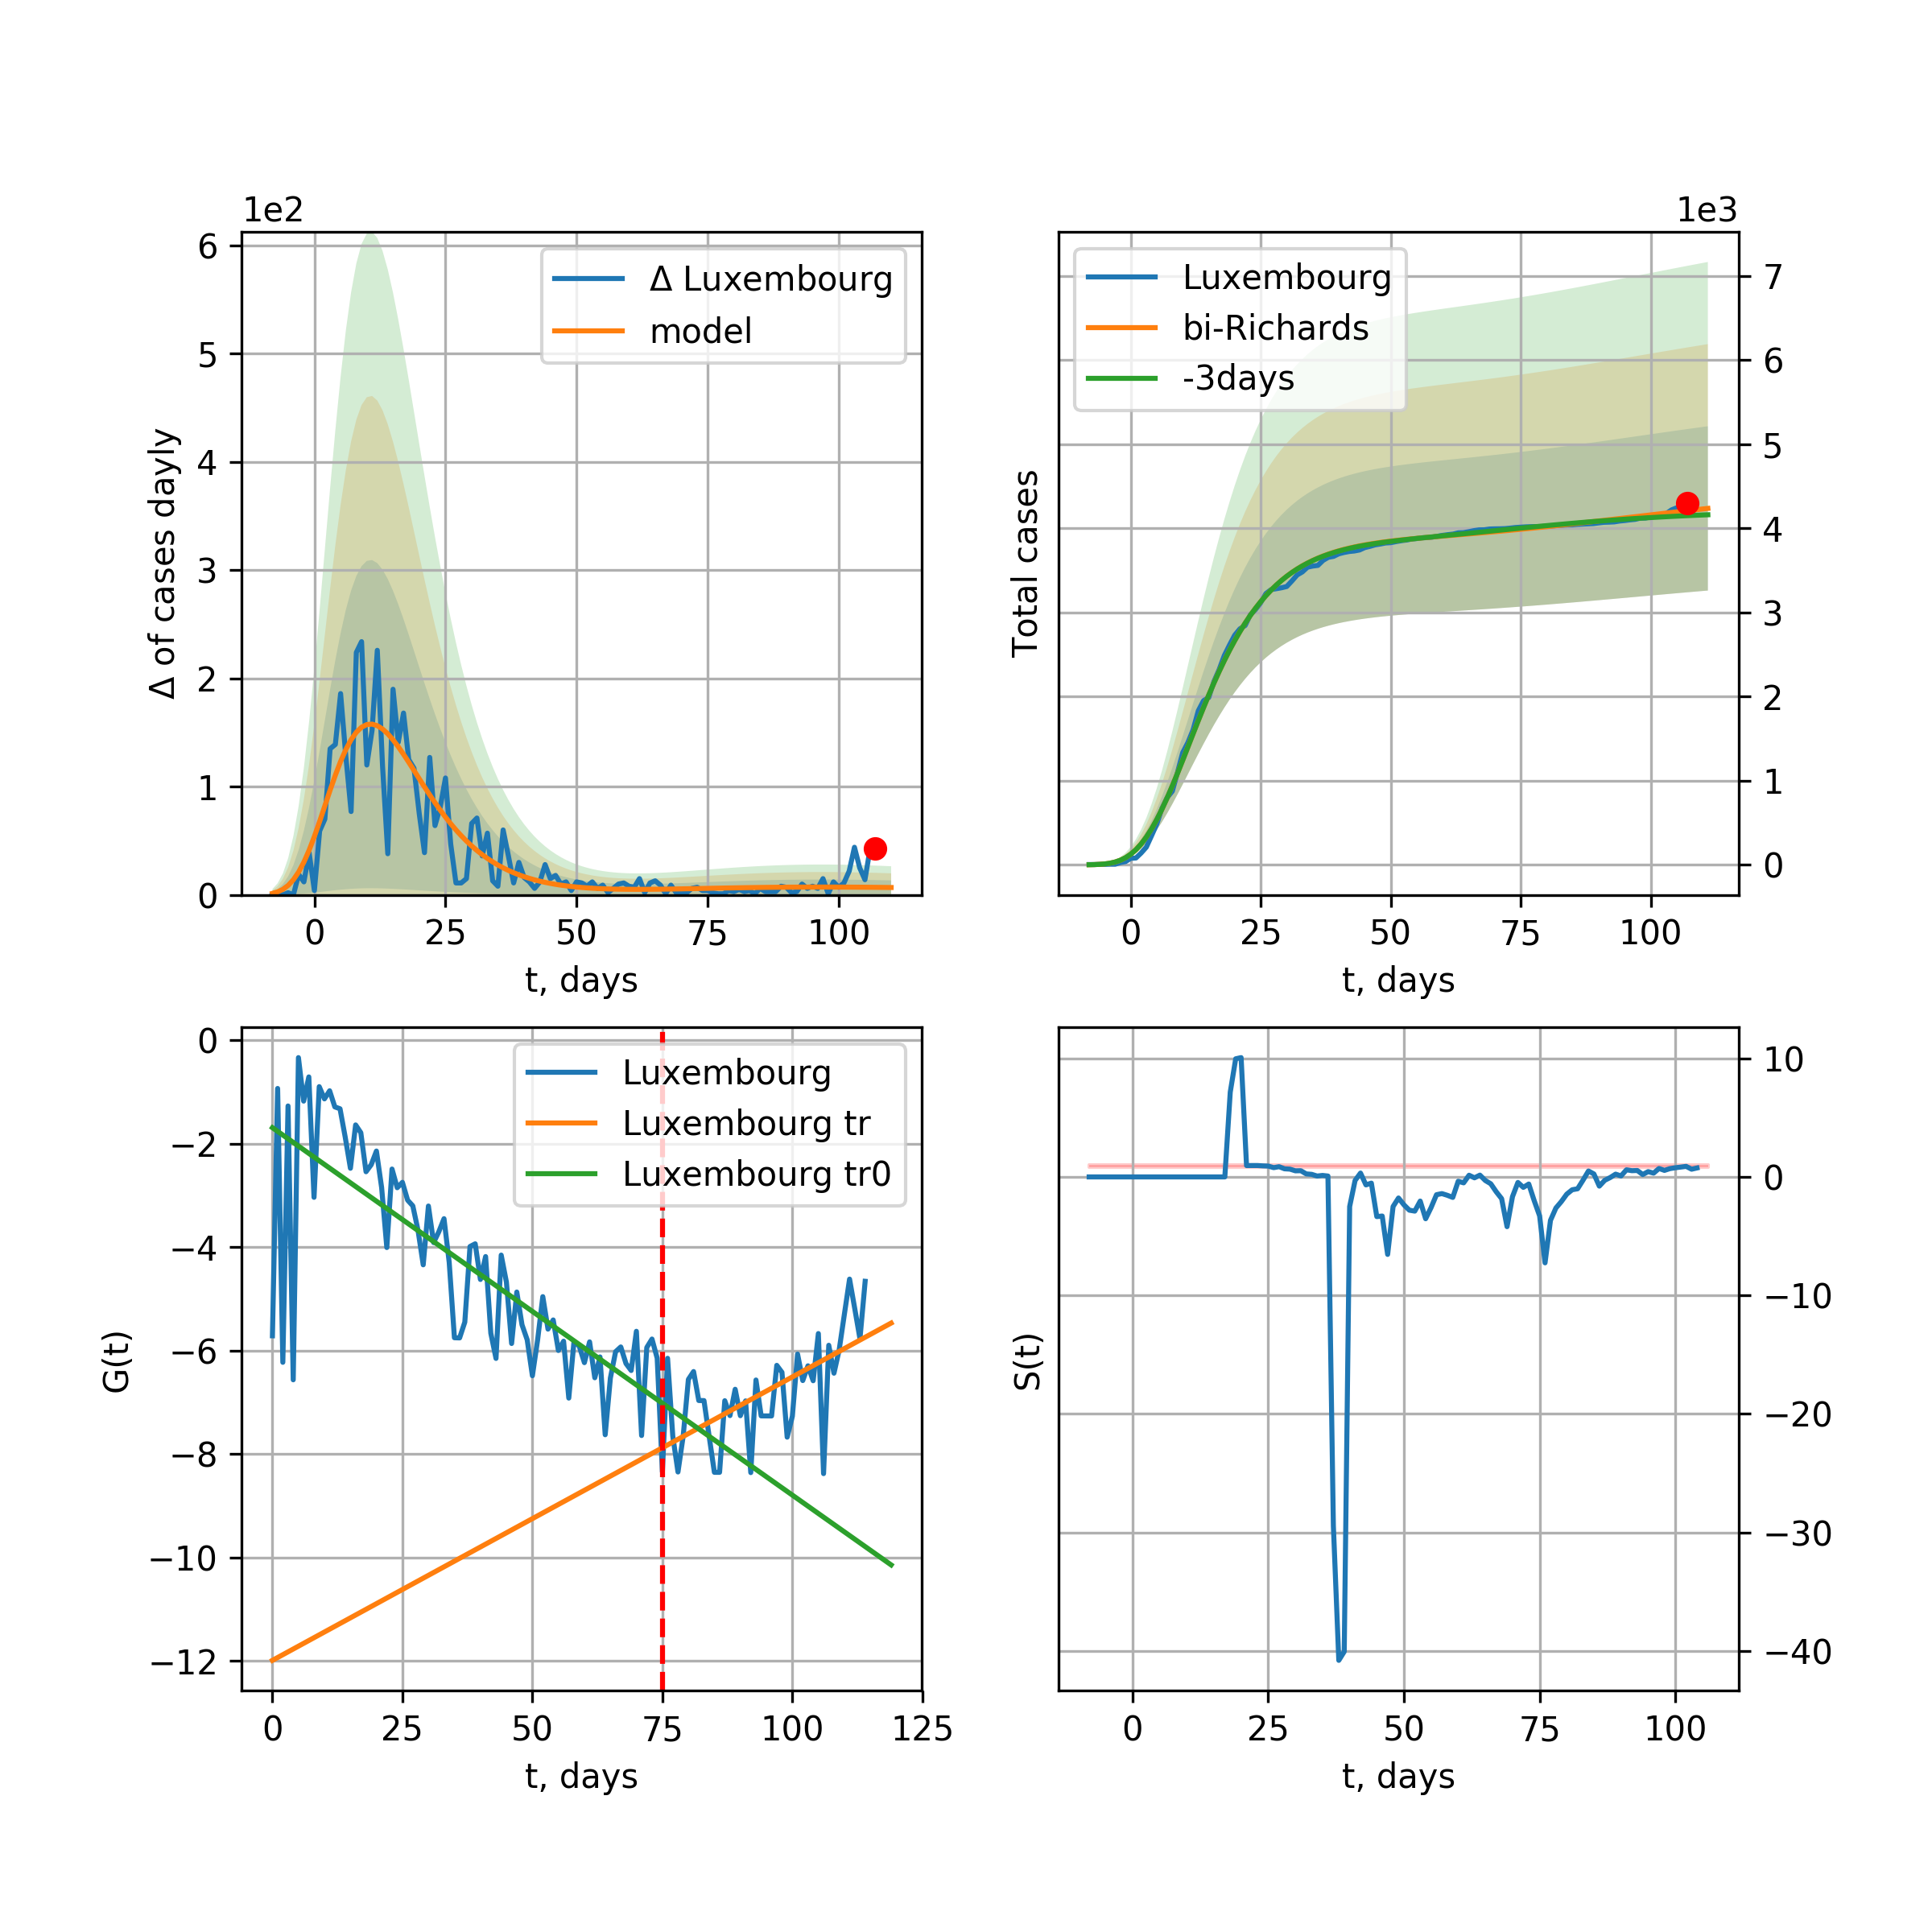 1e2
6
5
4
3
2
1
0
Δ of cases dayly
Δ Luxembourg
model
0 25 50 75 100
t, days
1e3
7
6
5
4
3
2
1
0
Total cases
Luxembourg
bi-Richards
-3days
0 25 50 75 100
t, days
0
−2
−4
−6
−8
−10
−12
G(t)
Luxembourg
Luxembourg tr
Luxembourg tr0
0 25 50 75 100 125
t, days
10
0
−10
−20
−30
−40
S(t)
0 25 50 75 100
t, days